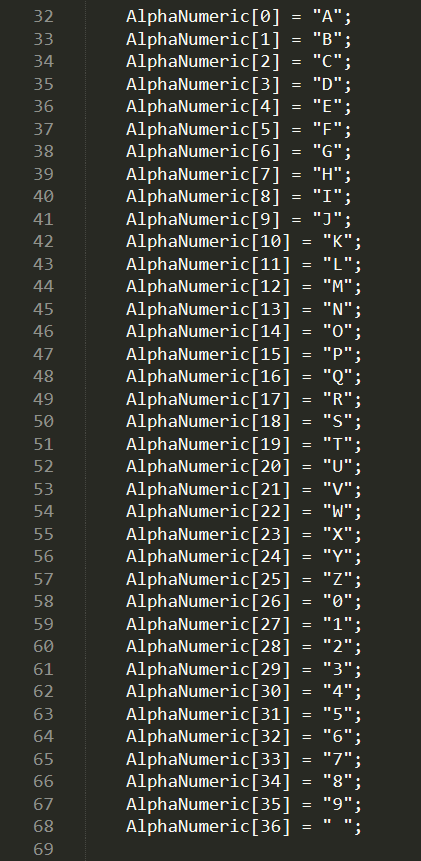 32 AlphaNumeric[0] = "A";
33 AlphaNumeric[1] = "B";
34 AlphaNumeric[2] = "C";
35 AlphaNumeric[3] = "D";
36 AlphaNumeric[4] = "E";
37 AlphaNumeric[5] = "F";
38 AlphaNumeric[6] = "G";
39 AlphaNumeric[7] = "H";
40 AlphaNumeric[8] = "I";
41 AlphaNumeric[9] = "J";
42 AlphaNumeric[10] = "K";
43 AlphaNumeric[11] = "L";
44 AlphaNumeric[12] = "M";
45 AlphaNumeric[13] = "N";
46 AlphaNumeric[14] = "O";
47 AlphaNumeric[15] = "P";
48 AlphaNumeric[16] = "Q";
49 AlphaNumeric[17] = "R";
50 AlphaNumeric[18] = "S";
51 AlphaNumeric[19] = "T";
52 AlphaNumeric[20] = "U";
53 AlphaNumeric[21] = "V";
54 AlphaNumeric[22] = "W";
55 AlphaNumeric[23] = "X";
56 AlphaNumeric[24] = "Y";
57 AlphaNumeric[25] = "Z";
58 AlphaNumeric[26] = "0";
59 AlphaNumeric[27] = "1";
60 AlphaNumeric[28] = "2";
61 AlphaNumeric[29] = "3";
62 AlphaNumeric[30] = "4";
63 AlphaNumeric[31] = "5";
64 AlphaNumeric[32] = "6";
65 AlphaNumeric[33] = "7";
66 AlphaNumeric[34] = "8";
67 AlphaNumeric[35] = "9";
68 AlphaNumeric[36] = " ";
69